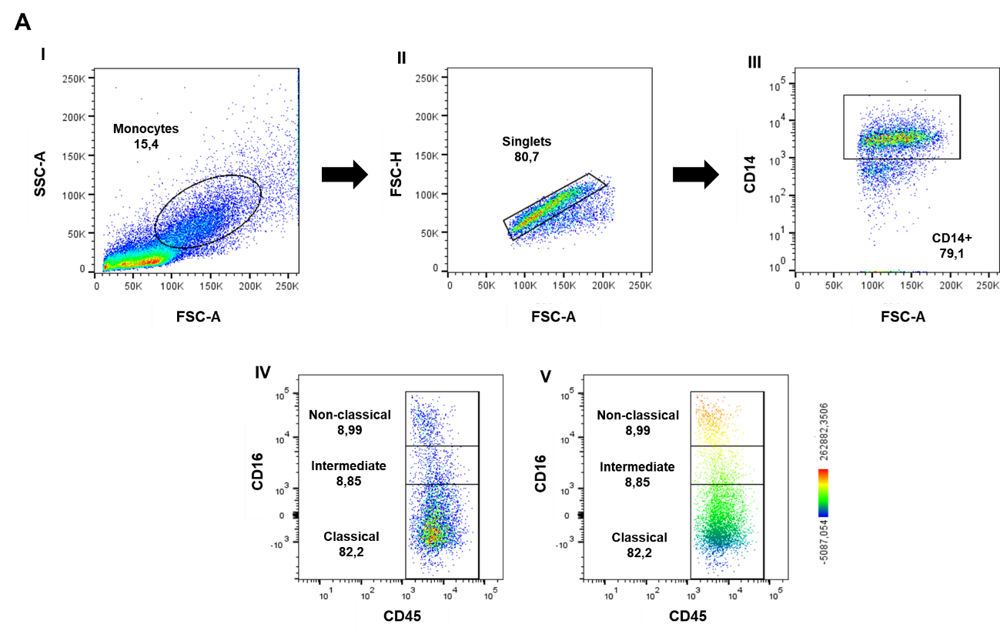 A
I
SSC-A
250K
200K
150K
100K
50K
0
Monocytes
15,4
0 50K 100K 150K 200K 250K
FSC-A
II
FSC-H
250K
200K
150K
100K
50K
0
Singlets
80,7
0 50K 100K 150K 200K 250K
FSC-A
III
CD14
10^5
10^4
10^3
10^2
10^1
10^0
CD14+
79,1
0 50K 100K 150K 200K 250K
FSC-A
IV
CD16
10^5
10^4
10^3
0
-10^3
Non-classical
8,99
Intermediate
8,85
Classical
82,2
10^1 10^2 10^3 10^4 10^5
CD45
V
CD16
10^5
10^4
10^3
0
-10^3
Non-classical
8,99
Intermediate
8,85
Classical
82,2
10^1 10^2 10^3 10^4 10^5
CD45
-5087,054 262882,3506